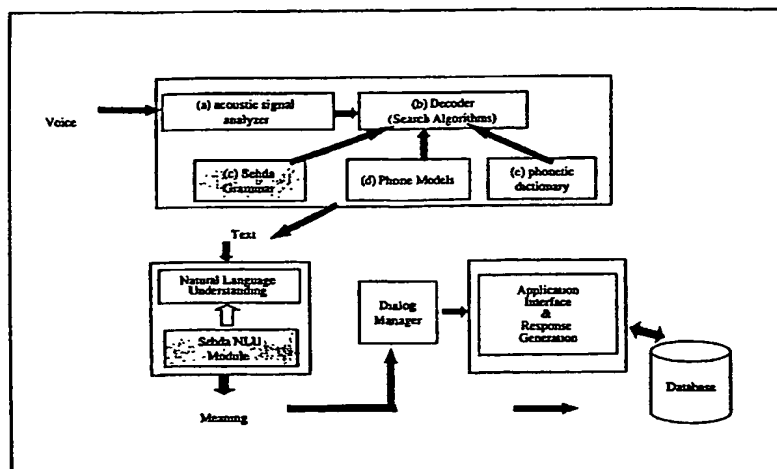 Voice
(a) acoustic signal
analyzer
(b) Decoder
(Search Algorithms)
(c) Sehda
Grammar
(d) Phone Models
(e) phonetic
dictionary
Text
Natural Language
Understanding
Sehda NLU
Module
Meaning
Dialog
Manager
Application
Interface
&
Response
Generation
Database